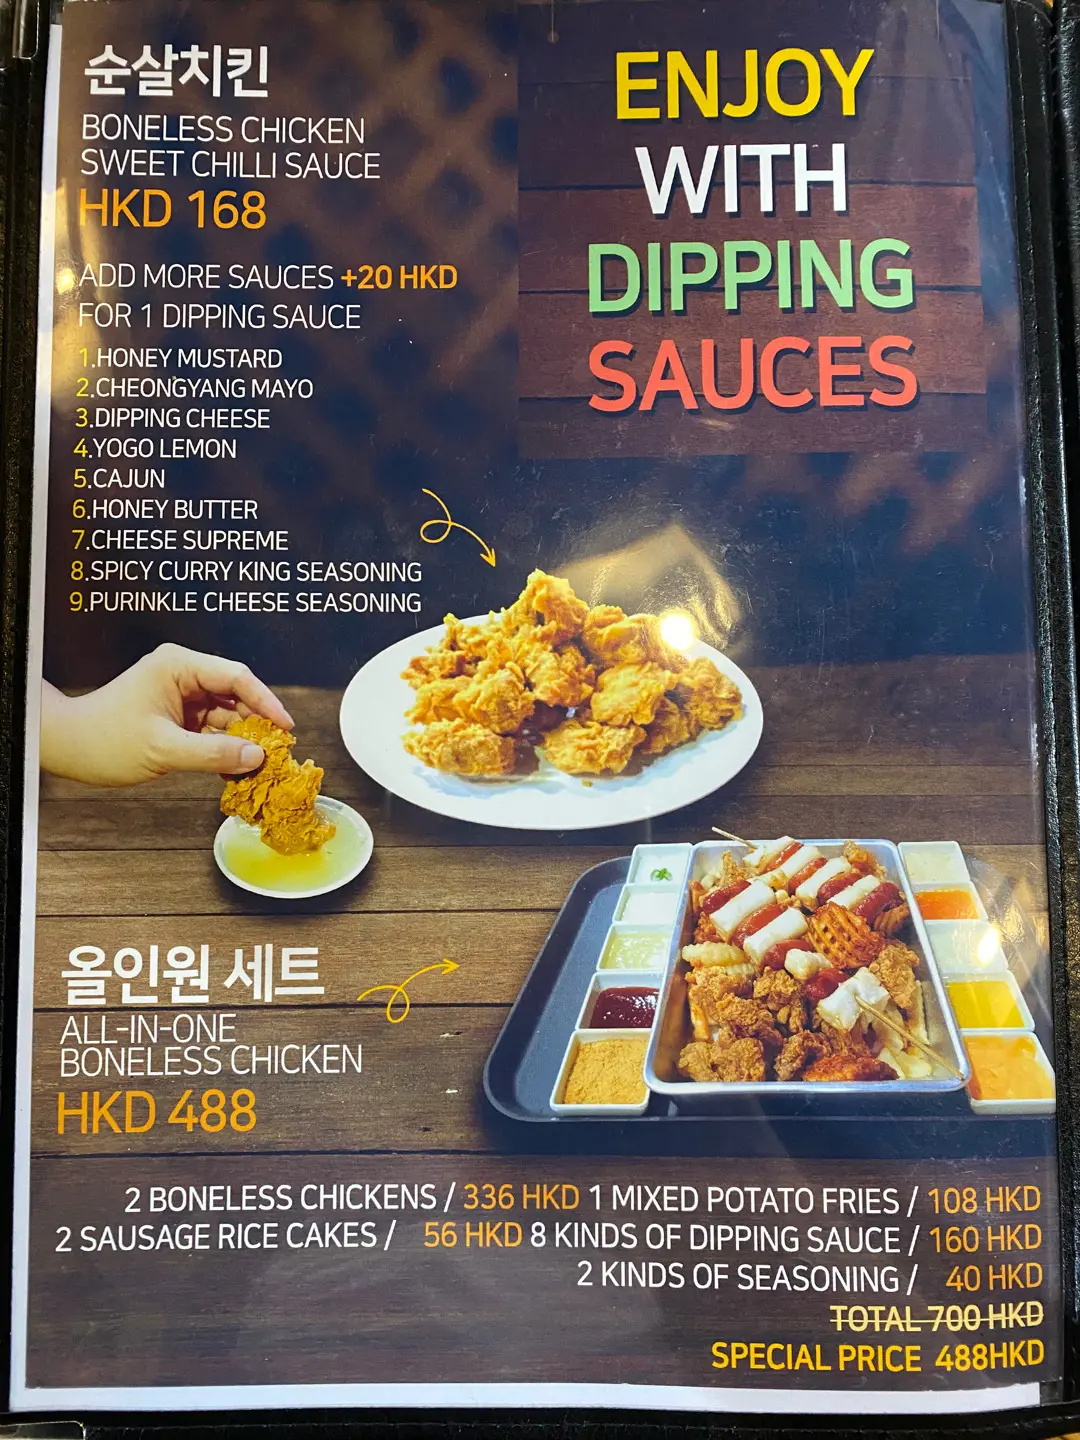 순살치킨
BONELESS CHICKEN
SWEET CHILLI SAUCE
HKD 168
ADD MORE SAUCES +20 HKD
FOR 1 DIPPING SAUCE
1.HONEY MUSTARD
2.CHEONGYANG MAYO
3.DIPPING CHEESE
4.YOGO LEMON
5.CAJUN
6.HONEY BUTTER
7.CHEESE SUPREME
8.SPICY CURRY KING SEASONING
9.PURINKLE CHEESE SEASONING
ENJOY
WITH
DIPPING
SAUCES
올인원 세트
ALL-IN-ONE
BONELESS CHICKEN
HKD 488
2 BONELESS CHICKENS / 336 HKD 1 MIXED POTATO FRIES / 108 HKD
2 SAUSAGE RICE CAKES / 56 HKD 8 KINDS OF DIPPING SAUCE / 160 HKD
2 KINDS OF SEASONING / 40 HKD
TOTAL 700 HKD
SPECIAL PRICE 488HKD